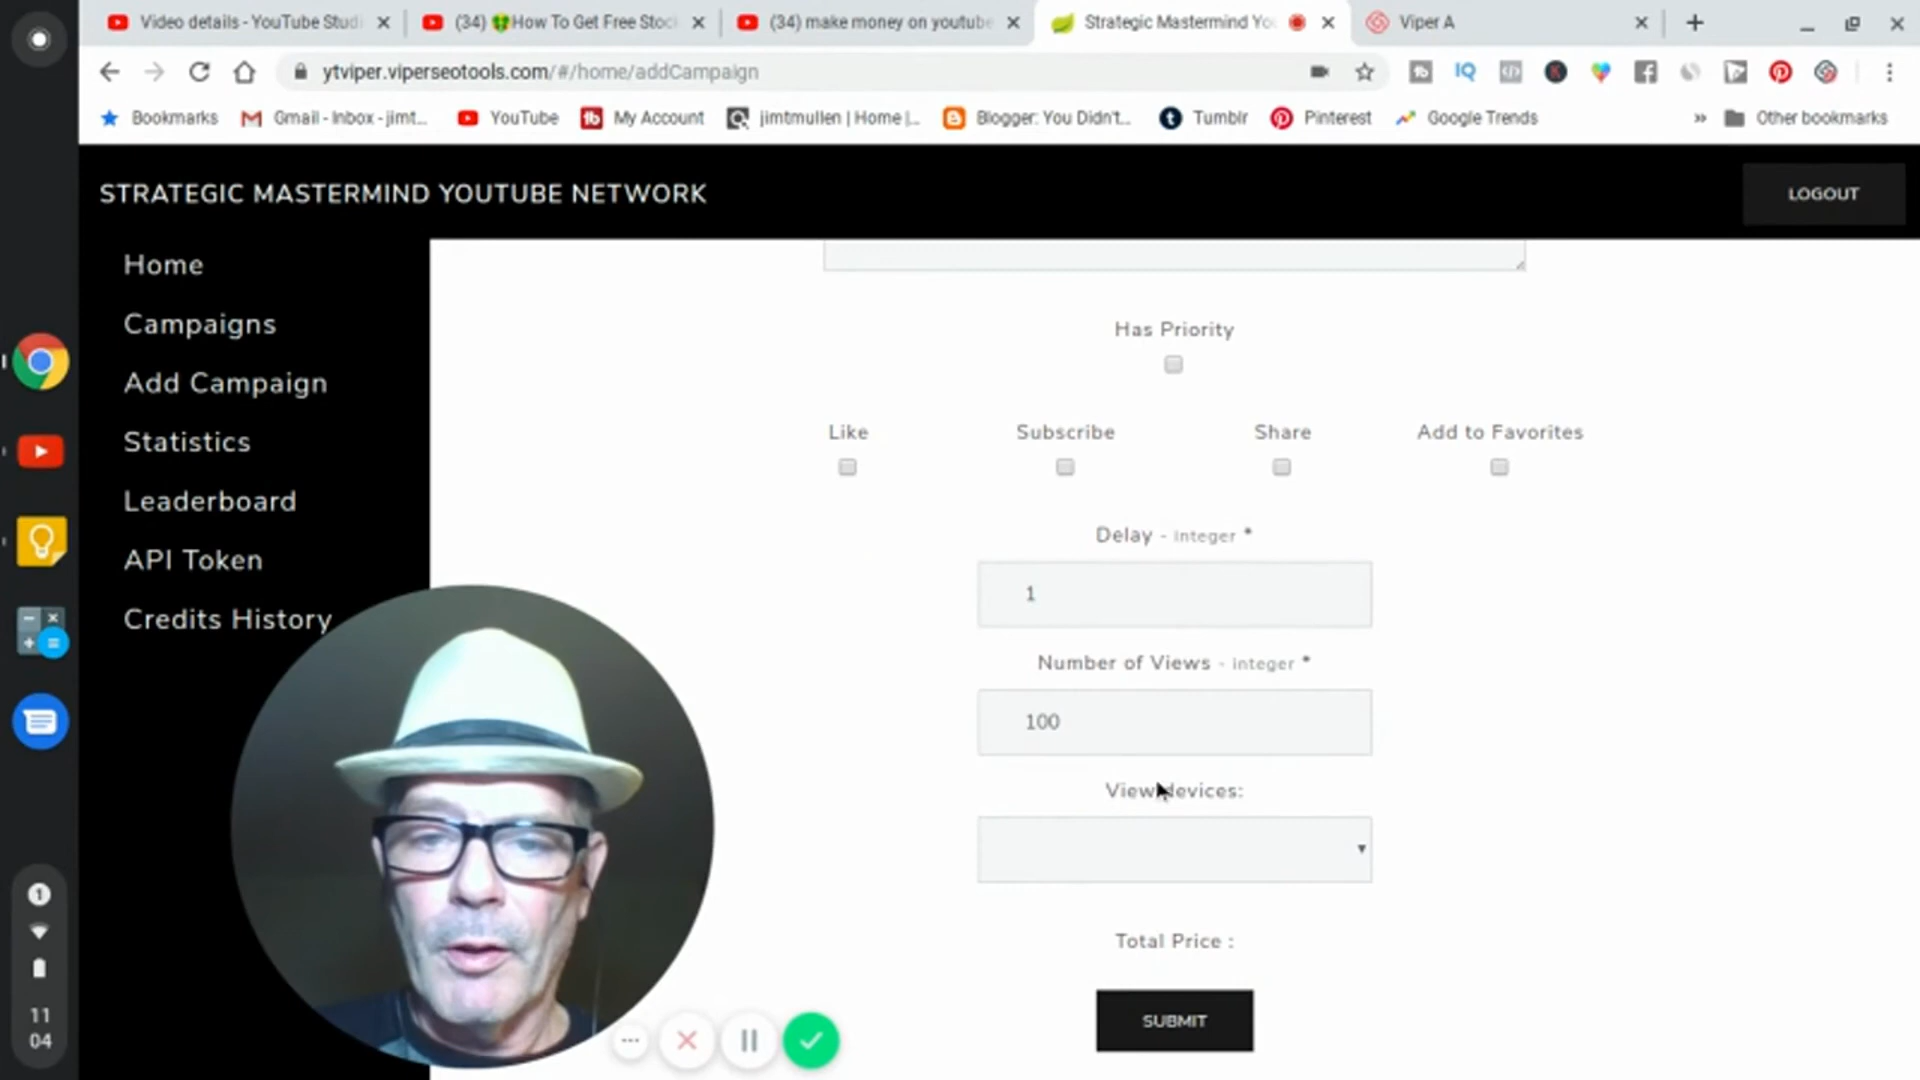 Video details - YouTube Studi
(34) How To Get Free Stoc
(34) make money on youtube
Strategic Mastermind You
Viper A
ytviper.viperseotools.com/#/home/addCampaign
Bookmarks
Gmail - Inbox - jimt...
YouTube
My Account
jimtmullen | Home |...
Blogger: You Didn't...
Tumblr
Pinterest
Google Trends
»
Other bookmarks
STRATEGIC MASTERMIND YOUTUBE NETWORK
LOGOUT
Home
Campaigns
Add Campaign
Statistics
Leaderboard
API Token
Credits History
Has Priority
Like
Subscribe
Share
Add to Favorites
Delay - integer *
1
Number of Views - integer *
100
View devices:
Total Price :
SUBMIT
1
11
04